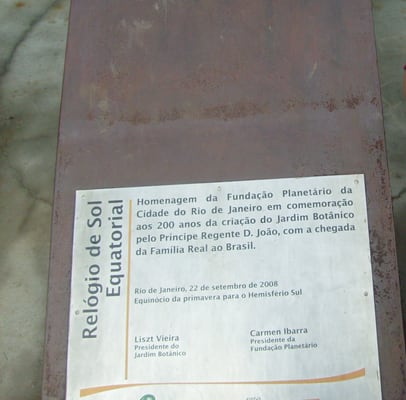 Relógio de Sol
Equatorial
Homenagem da Fundação Planetário da
Cidade do Rio de Janeiro em comemoração
aos 200 anos da criação do Jardim Botânico
pelo Príncipe Regente D. João, com a chegada
da Família Real ao Brasil.
Rio de Janeiro, 22 de setembro de 2008
Equinócio da primavera para o Hemisfério Sul
Liszt Vieira
Presidente do
Jardim Botânico
Carmen Ibarra
Presidente da
Fundação Planetário